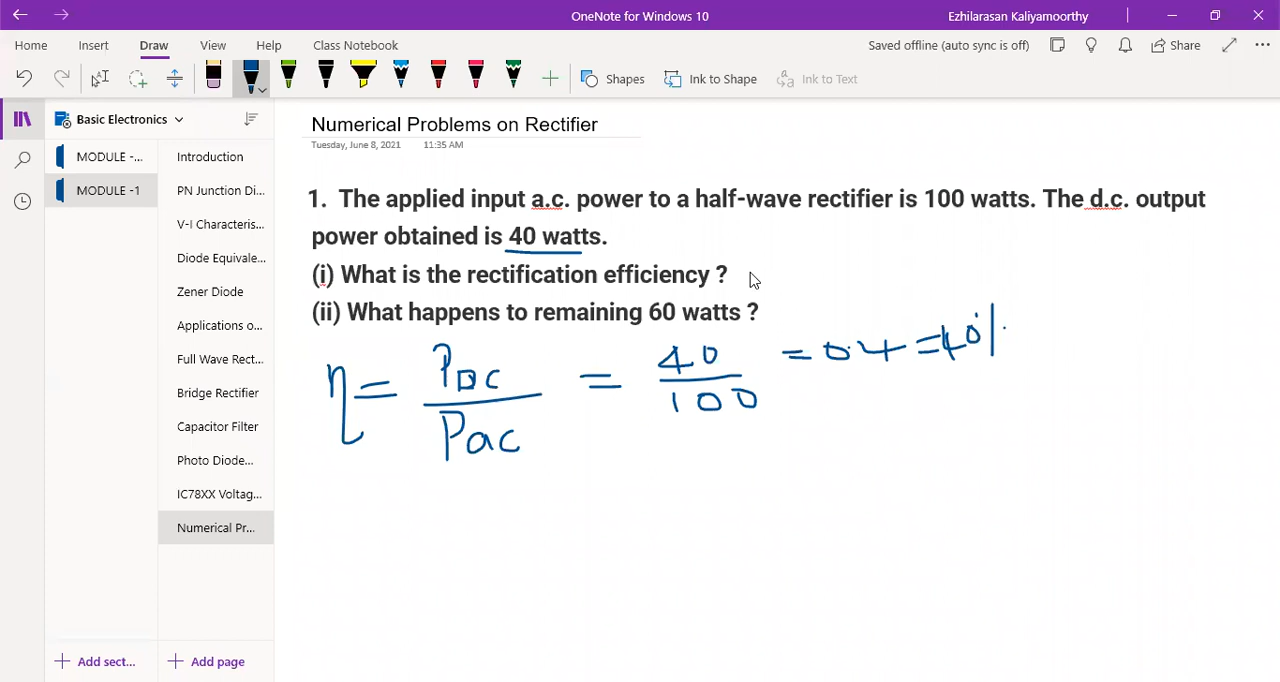 OneNote for Windows 10
Ezhilarasan Kaliyamoorthy
Home Insert Draw View Help Class Notebook
Saved offline (auto sync is off) Share
Shapes Ink to Shape Ink to Text
Basic Electronics
MODULE -...
MODULE -1
Introduction
PN Junction Di...
V-I Characteris...
Diode Equivale...
Zener Diode
Applications o...
Full Wave Rect...
Bridge Rectifier
Capacitor Filter
Photo Diode...
IC78XX Voltag...
Numerical Pr...
Add sect... Add page
Numerical Problems on Rectifier
Tuesday, June 8, 2021 11:35 AM
1. The applied input a.c. power to a half-wave rectifier is 100 watts. The d.c. output
power obtained is 40 watts.
(i) What is the rectification efficiency ?
(ii) What happens to remaining 60 watts ?
η = PDC / Pac = 40 / 100 = 0.4 = 40%